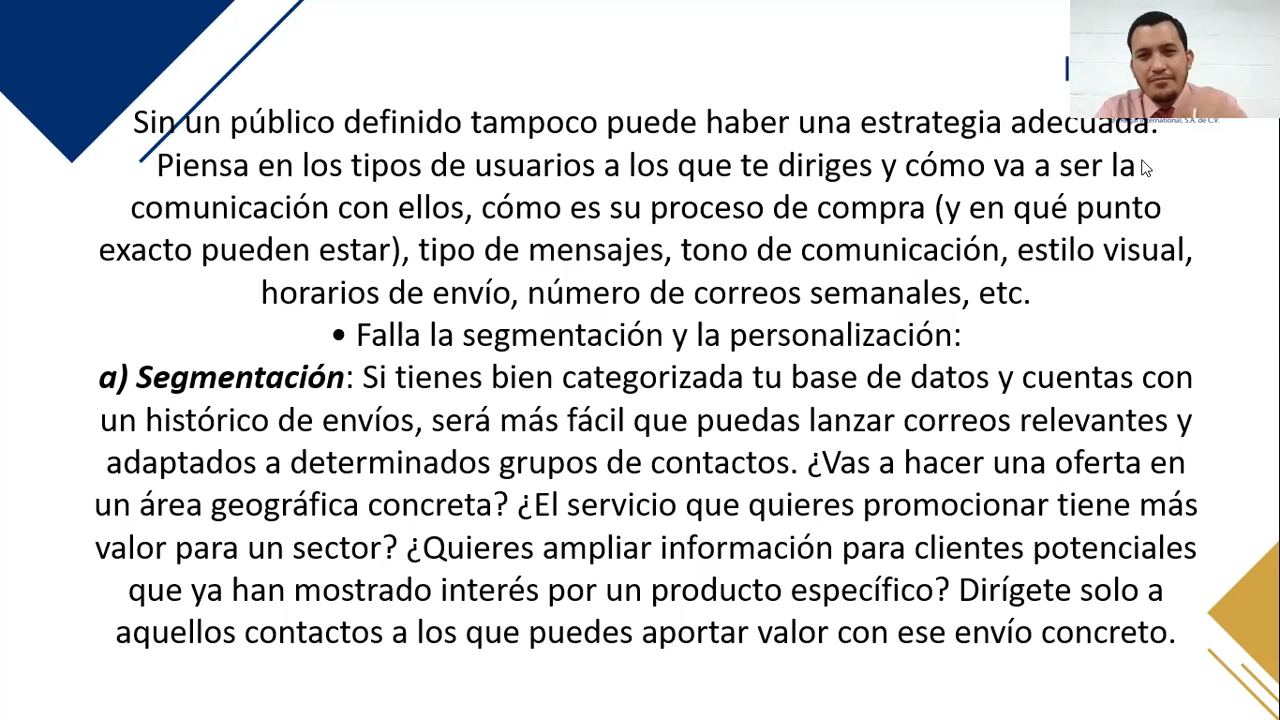 Sin un público definido tampoco puede haber una estrategia adecuada.
Piensa en los tipos de usuarios a los que te diriges y cómo va a ser la
comunicación con ellos, cómo es su proceso de compra (y en qué punto
exacto pueden estar), tipo de mensajes, tono de comunicación, estilo visual,
horarios de envío, número de correos semanales, etc.
• Falla la segmentación y la personalización:
a) Segmentación: Si tienes bien categorizada tu base de datos y cuentas con
un histórico de envíos, será más fácil que puedas lanzar correos relevantes y
adaptados a determinados grupos de contactos. ¿Vas a hacer una oferta en
un área geográfica concreta? ¿El servicio que quieres promocionar tiene más
valor para un sector? ¿Quieres ampliar información para clientes potenciales
que ya han mostrado interés por un producto específico? Dirígete solo a
aquellos contactos a los que puedes aportar valor con ese envío concreto.
S.A. de C.V.